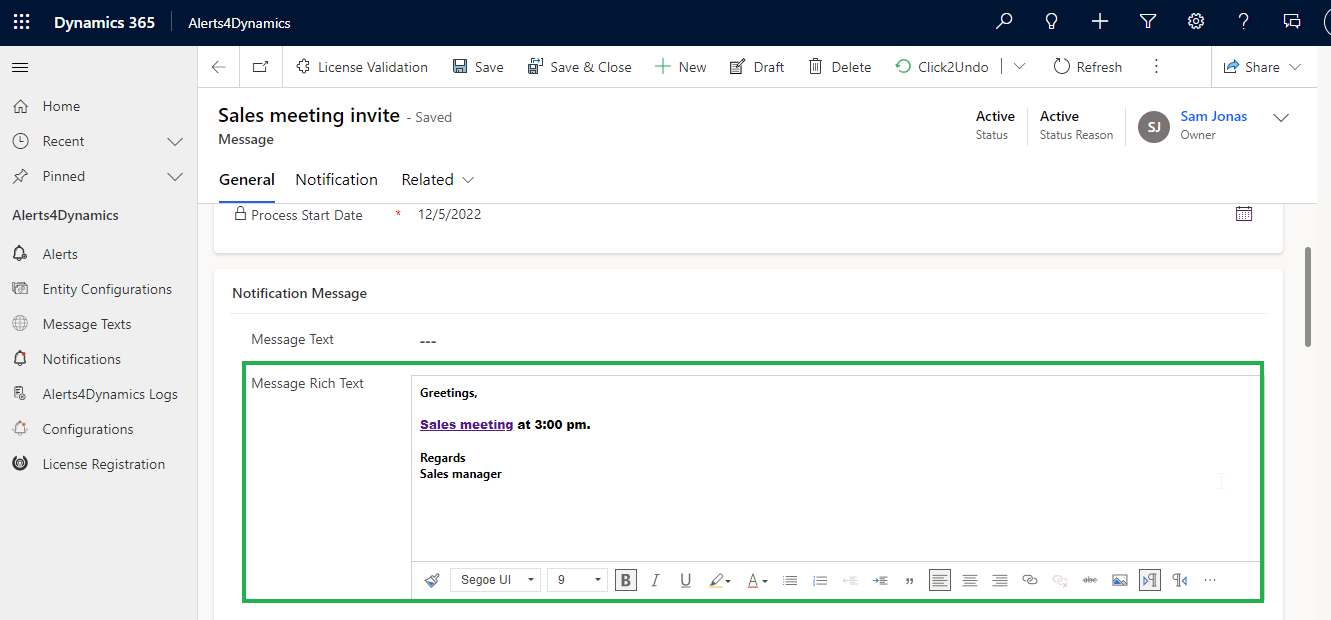 Dynamics 365 Alerts4Dynamics
License Validation Save Save & Close New Draft Delete Click2Undo Refresh Share
Home
Recent
Pinned
Alerts4Dynamics
Alerts
Entity Configurations
Message Texts
Notifications
Alerts4Dynamics Logs
Configurations
License Registration
Sales meeting invite - Saved
Message
Active
Status
Active
Status Reason
SJ
Sam Jonas
Owner
General Notification Related
Process Start Date * 12/5/2022
Notification Message
Message Text ---
Message Rich Text
Greetings,
Sales meeting at 3:00 pm.
Regards
Sales manager
Segoe UI 9 B I U A abc